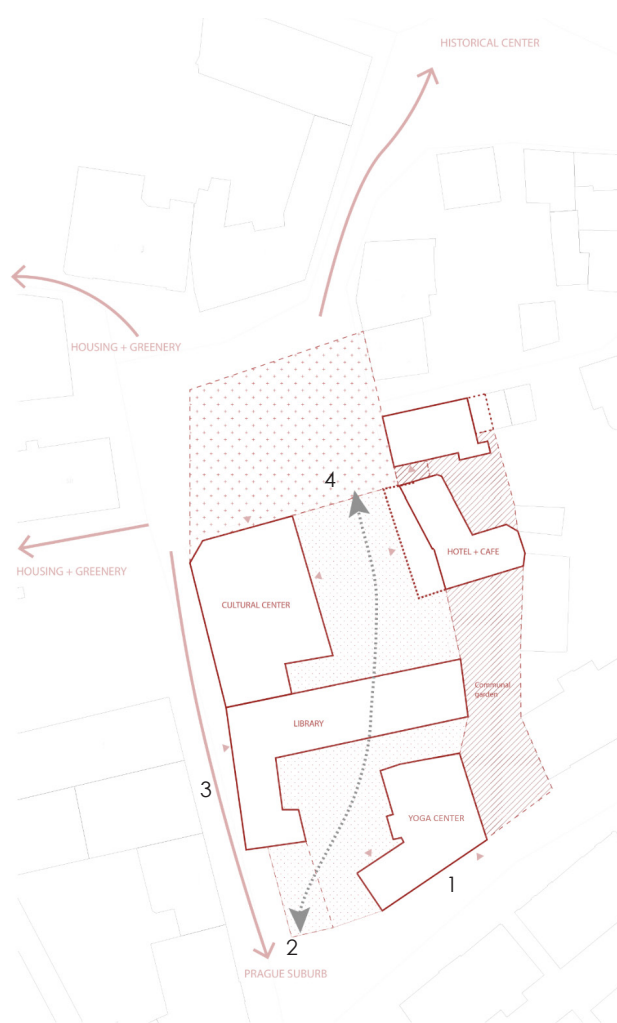 HISTORICAL CENTER
HOUSING + GREENERY
4
HOTEL + CAFE
HOUSING + GREENERY
CULTURAL CENTER
Communal
garden
LIBRARY
3
YOGA CENTER
1
2
PRAGUE SUBURB